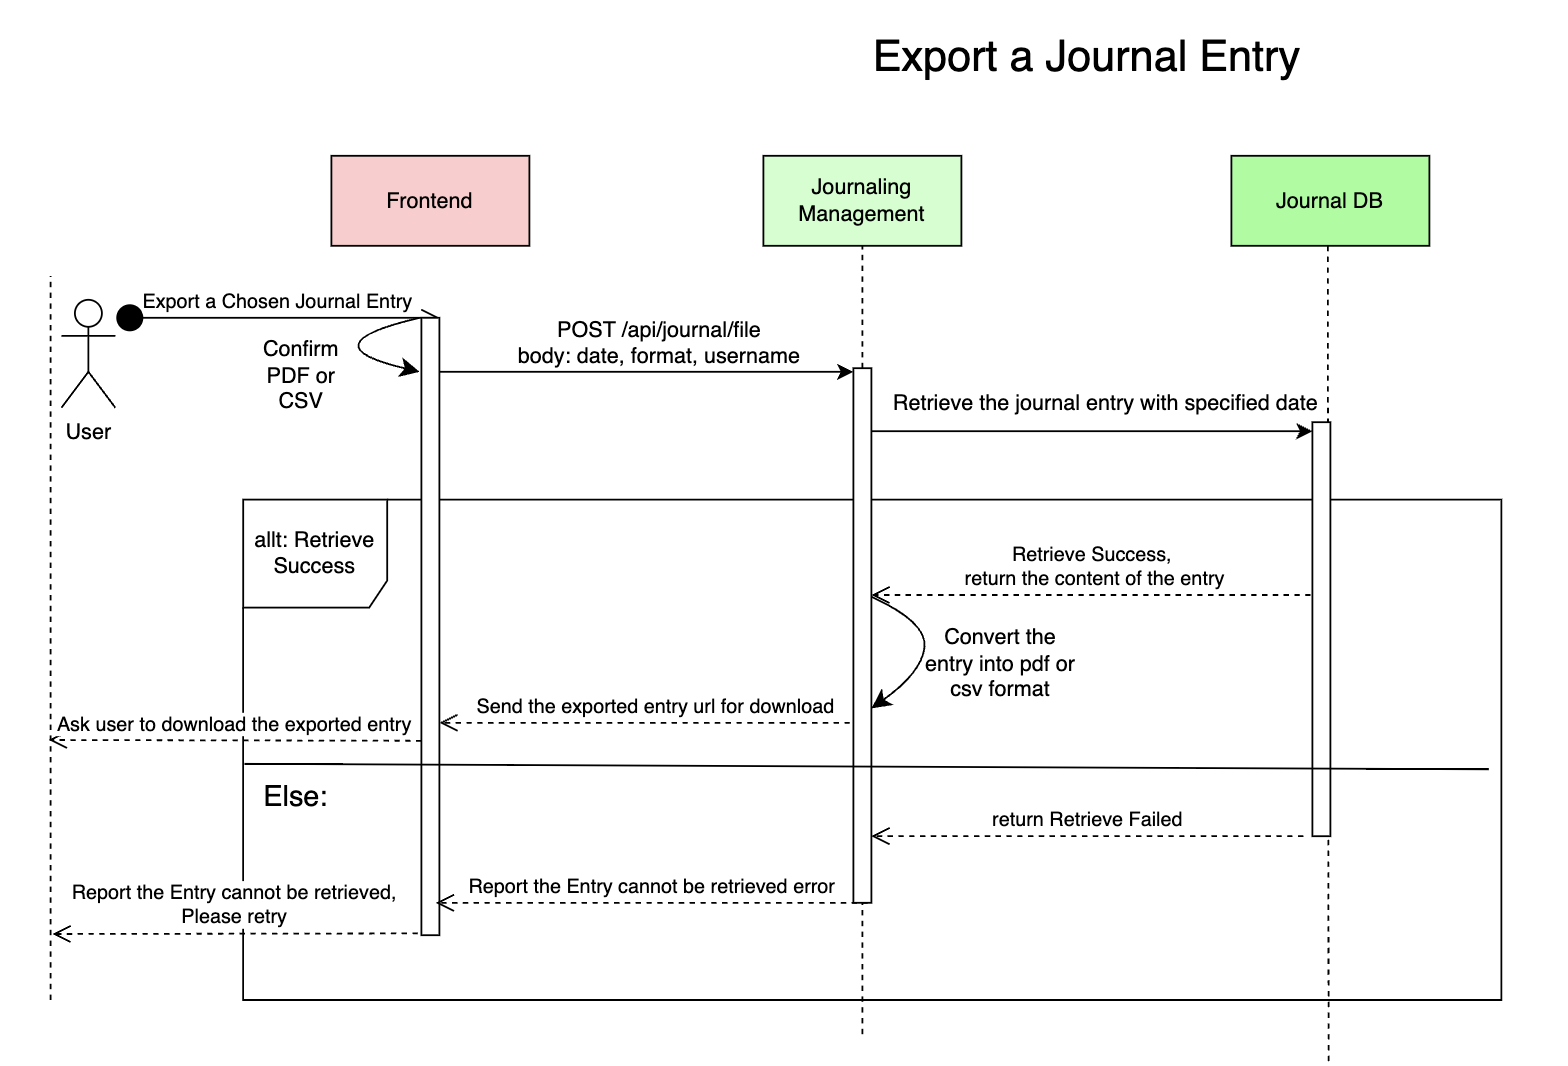 Export a Journal Entry
Frontend
Journaling
Management
Journal DB
Export a Chosen Journal Entry
User
Confirm
PDF or
CSV
POST /api/journal/file
body: date, format, username
Retrieve the journal entry with specified date
allt: Retrieve
Success
Retrieve Success,
return the content of the entry
Convert the
entry into pdf or
csv format
Send the exported entry url for download
Ask user to download the exported entry
Else:
return Retrieve Failed
Report the Entry cannot be retrieved error
Report the Entry cannot be retrieved,
Please retry